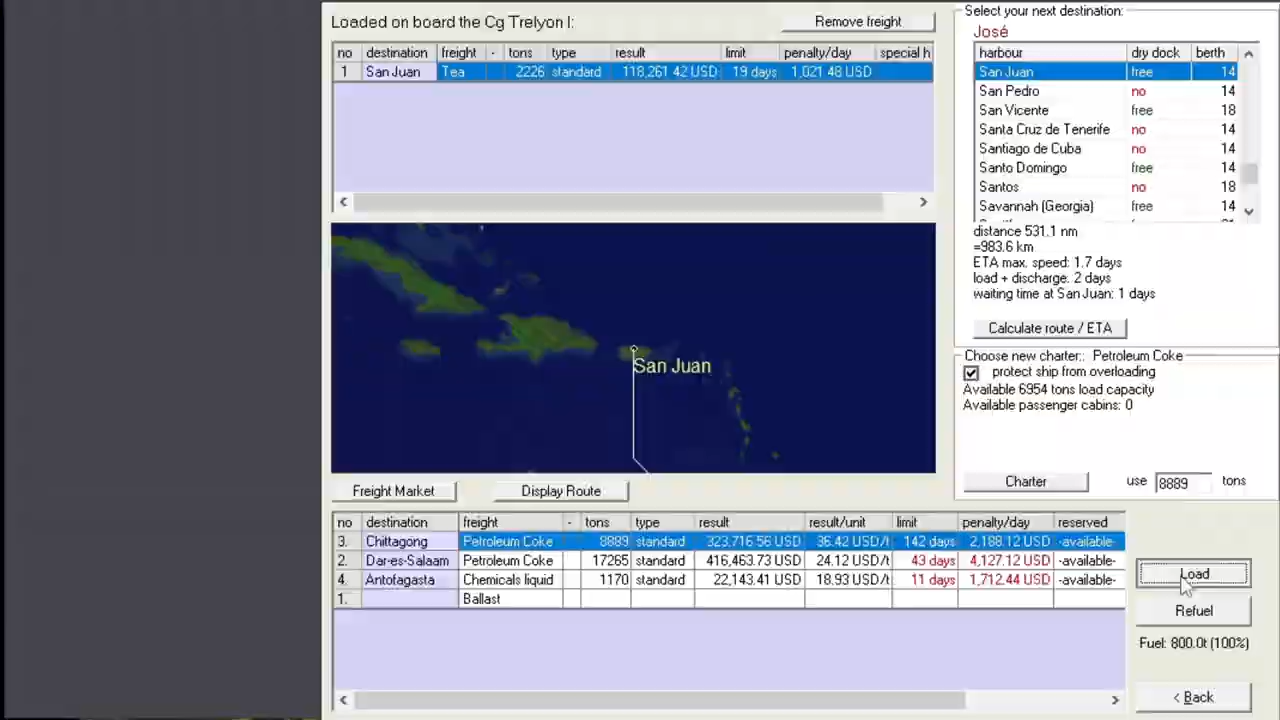 Loaded on board the Cg Trelyon I:
Remove freight
no destination freight - tons type result limit penalty/day special h
1 San Juan Tea 2226 standard 118,261.42 USD 19 days 1,021.48 USD
San Juan
Freight Market
Display Route
no destination freight - tons type result result/unit limit penalty/day reserved
3. Chittagong Petroleum Coke 8889 standard 323,716.56 USD 36.42 USD/t 142 days 2,188.12 USD -available-
2. Dar-es-Salaam Petroleum Coke 17265 standard 416,463.73 USD 24.12 USD/t 43 days 4,127.12 USD -available-
4. Antofagasta Chemicals liquid 1170 standard 22,143.41 USD 18.93 USD/t 11 days 1,712.44 USD -available-
1. Ballast
Select your next destination:
José
harbour dry dock berth
San Juan free 14
San Pedro no 14
San Vicente free 18
Santa Cruz de Tenerife no 14
Santiago de Cuba no 14
Santo Domingo free 14
Santos no 18
Savannah (Georgia) free 14
distance 531.1 nm
=983.6 km
ETA max. speed: 1.7 days
load + discharge: 2 days
waiting time at San Juan: 1 days
Calculate route / ETA
Choose new charter:: Petroleum Coke
protect ship from overloading
Available 6954 tons load capacity
Available passenger cabins: 0
Charter
use 8889 tons
Load
Refuel
Fuel: 800.0t (100%)
< Back